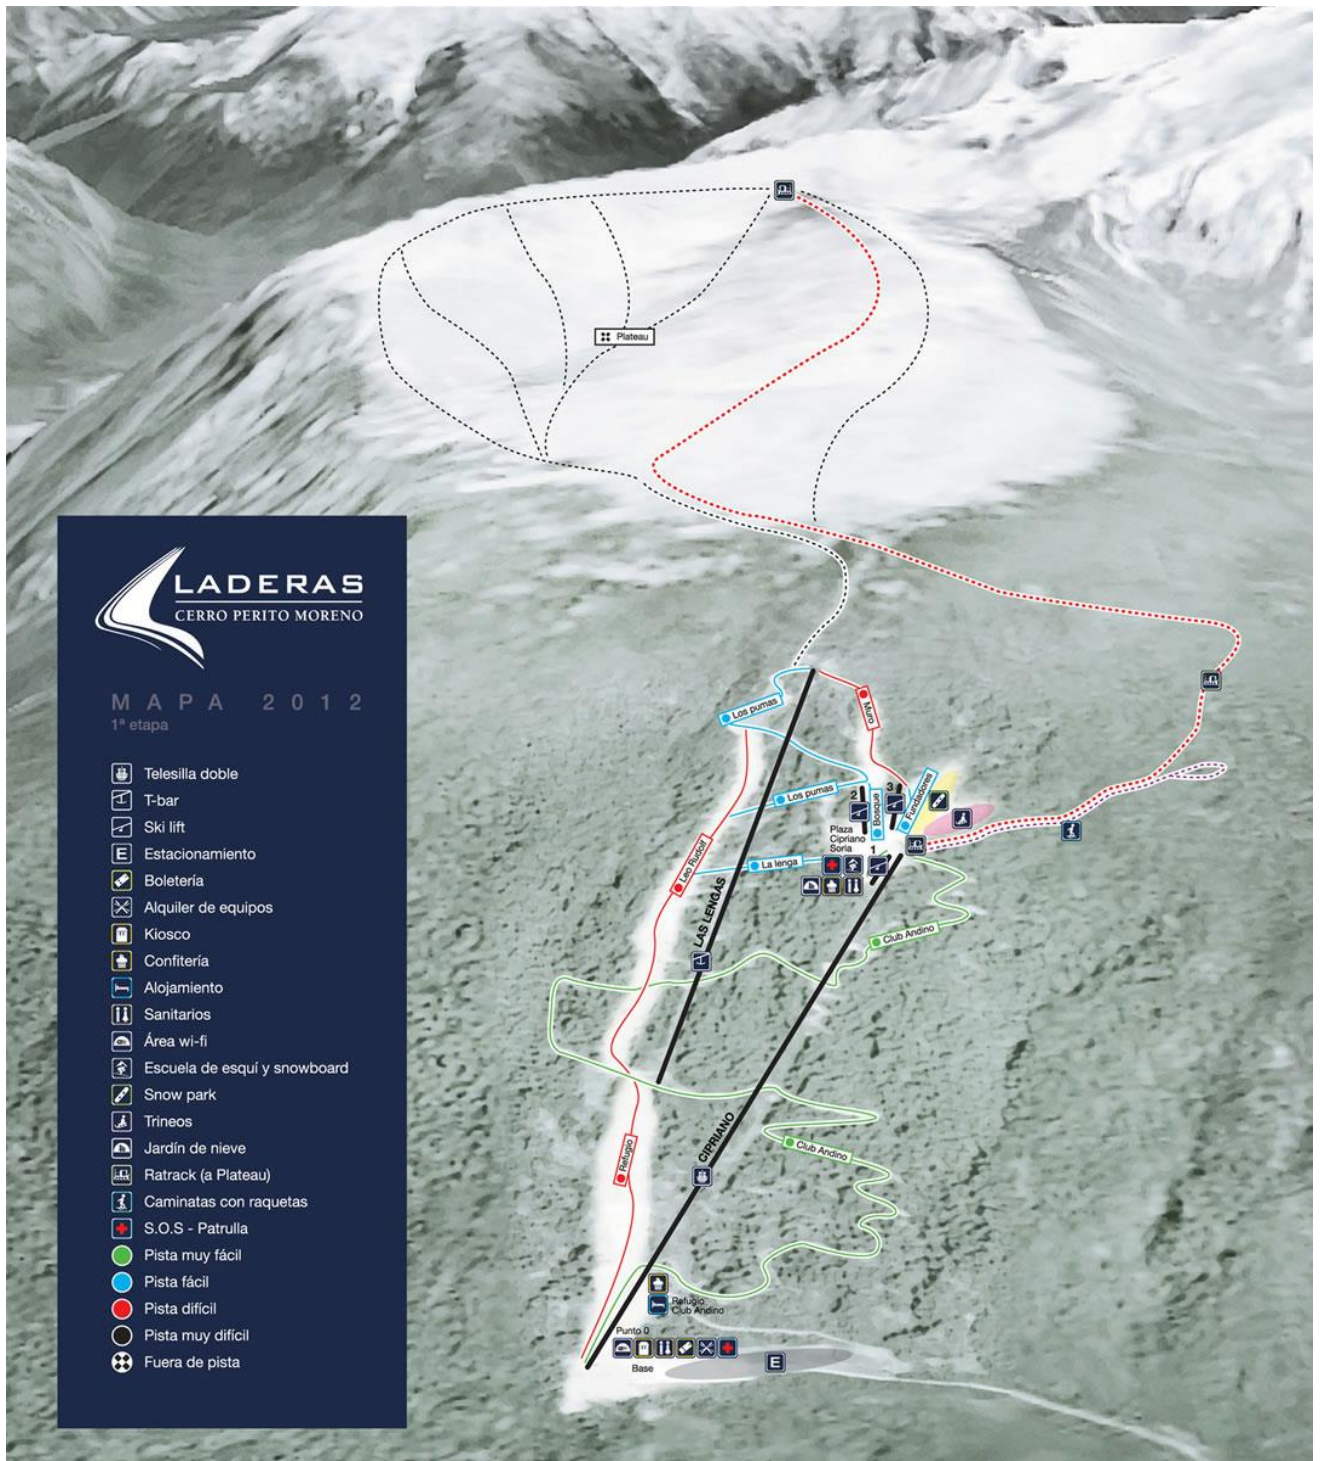 Plateau
LADERAS
CERRO PERITO MORENO
MAPA 2012
1ª etapa
Telesilla doble
T-bar
Ski lift
E Estacionamiento
Boletería
Alquiler de equipos
Kiosco
Confitería
Alojamiento
Sanitarios
Área wi-fi
Escuela de esquí y snowboard
Snow park
Trineos
Jardín de nieve
Ratrack (a Plateau)
Caminatas con raquetas
S.O.S - Patrulla
Pista muy fácil
Pista fácil
Pista difícil
Pista muy difícil
Fuera de pista
Los pumas
Muro
Los pumas
2
Bosque
3
Fundadores
Plaza
Cipriano
Soria
1
Leo Rudolf
La lenga
LAS LENGAS
Club Andino
CIPRIANO
Club Andino
Refugio
Refugio
Club Andino
Punto 0
Base
E